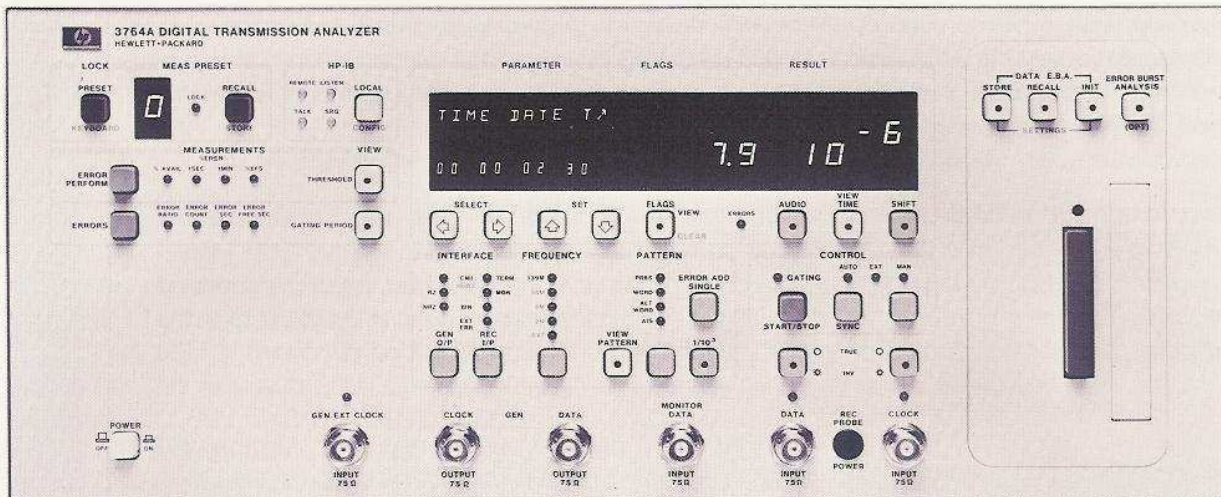 hp
3764A DIGITAL TRANSMISSION ANALYZER
HEWLETT-PACKARD
LOCK MEAS PRESET HP-IB PARAMETER FLAGS RESULT
DATA E.B.A.
STORE RECALL INIT ERROR BURST
ANALYSIS
(OPT)
SETTINGS
PRESET LOCK RECALL REMOTE LISTEN LOCAL
KEYBOARD STORE TALK SRQ CONFIG
0
TIME DATE
7.9 10 -6
00 00 02 30
MEASUREMENTS VIEW
ERROR
PERFORM
% AVAIL 1SEC 1MIN %EFS
THRESHOLD
ERROR
RATIO ERROR
COUNT ERROR
SEC ERROR
FREE SEC
ERRORS GATING PERIOD
SELECT SET FLAGS VIEW ERRORS AUDIO VIEW
TIME SHIFT
CLEAR
INTERFACE FREQUENCY PATTERN CONTROL
CMI TERM
RZ BIN MON
NRZ EXT
ERR
PRBS
WORD
ALT
WORD
AIS
ERROR ADD
SINGLE
GATING AUTO EXT MAN
START/STOP SYNC
GEN
O/P REC
I/P VIEW
PATTERN 1/10⁻³
TRUE
INV
GEN EXT CLOCK CLOCK GEN DATA MONITOR
DATA DATA REC
PROBE CLOCK
POWER
OFF ON
INPUT
75Ω OUTPUT
75Ω OUTPUT
75Ω INPUT
75Ω INPUT
75Ω POWER INPUT
75Ω